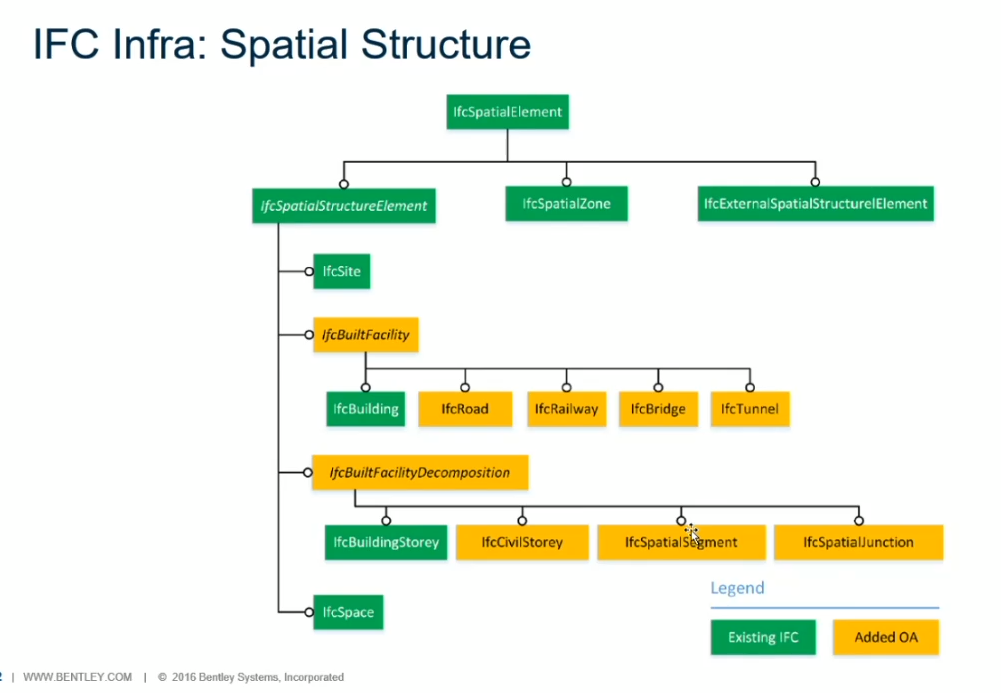 IFC Infra: Spatial Structure
IfcSpatialElement
IfcSpatialStructureElement
IfcSpatialZone
IfcExternalSpatialStructurelElement
IfcSite
IfcBuiltFacility
IfcBuilding
IfcRoad
IfcRailway
IfcBridge
IfcTunnel
IfcBuiltFacilityDecomposition
IfcBuildingStorey
IfcCivilStorey
IfcSpatialSegment
IfcSpatialJunction
IfcSpace
Legend
Existing IFC
Added OA
2 | WWW.BENTLEY.COM | © 2016 Bentley Systems, Incorporated